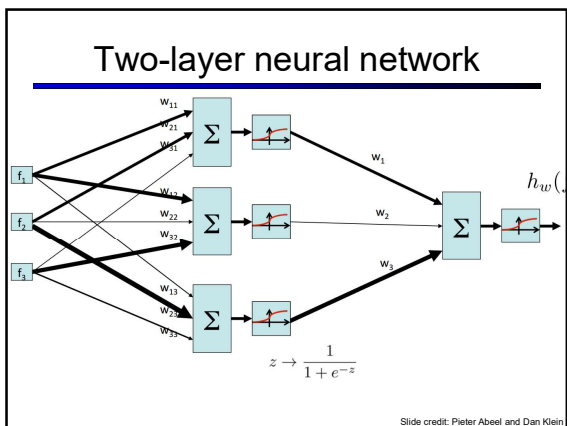 Two-layer neural network
w₁₁
w₂₁
w₃₁
w₁
f₁
h_w(
w₁₂
f₂
w₂₂
w₂
w₃₂
f₃
w₃
w₁₃
w₂₃
w₃₃
Σ
Σ
Σ
Σ
z → 1 / (1 + e^{-z})
Slide credit: Pieter Abeel and Dan Klein